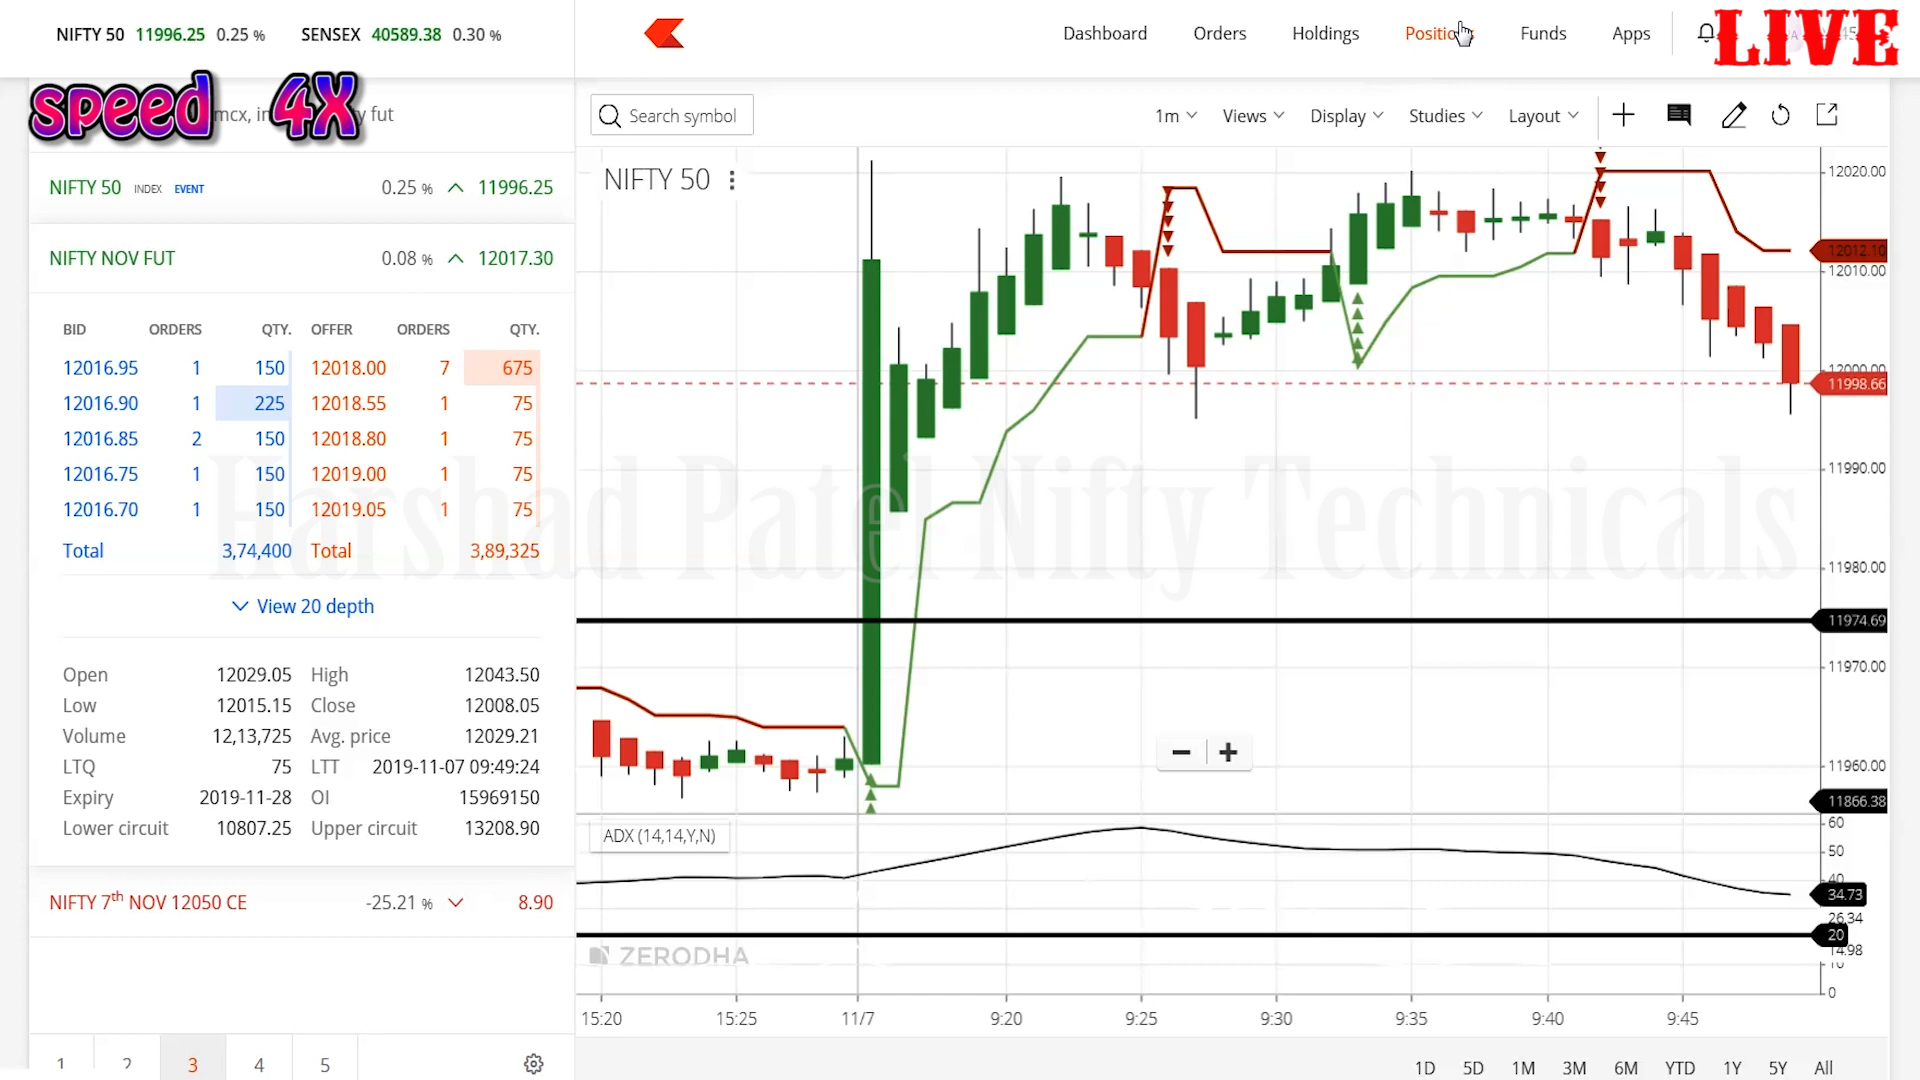 NIFTY 50 11996.25 0.25 % SENSEX 40589.38 0.30 %
Dashboard Orders Holdings Positions Funds Apps
LIVE
speed 4X
mcx, in fut
Search symbol
1m Views Display Studies Layout
NIFTY 50 INDEX EVENT 0.25 % 11996.25
NIFTY NOV FUT 0.08 % 12017.30
BID ORDERS QTY. OFFER ORDERS QTY.
12016.95 1 150 12018.00 7 675
12016.90 1 225 12018.55 1 75
12016.85 2 150 12018.80 1 75
12016.75 1 150 12019.00 1 75
12016.70 1 150 12019.05 1 75
Total 3,74,400 Total 3,89,325
View 20 depth
Open 12029.05 High 12043.50
Low 12015.15 Close 12008.05
Volume 12,13,725 Avg. price 12029.21
LTQ 75 LTT 2019-11-07 09:49:24
Expiry 2019-11-28 OI 15969150
Lower circuit 10807.25 Upper circuit 13208.90
NIFTY 7th NOV 12050 CE -25.21 % 8.90
1 2 3 4 5
NIFTY 50
12020.00
12012.10
12010.00
12000.00
11998.66
11990.00
Harshad Patel Nifty Technicals
11980.00
11974.69
11970.00
11960.00
11866.38
ADX (14,14,Y,N)
60
50
40
34.73
26.34
20
14.98
10
0
ZERODHA
15:20 15:25 11/7 9:20 9:25 9:30 9:35 9:40 9:45
1D 5D 1M 3M 6M YTD 1Y 5Y All